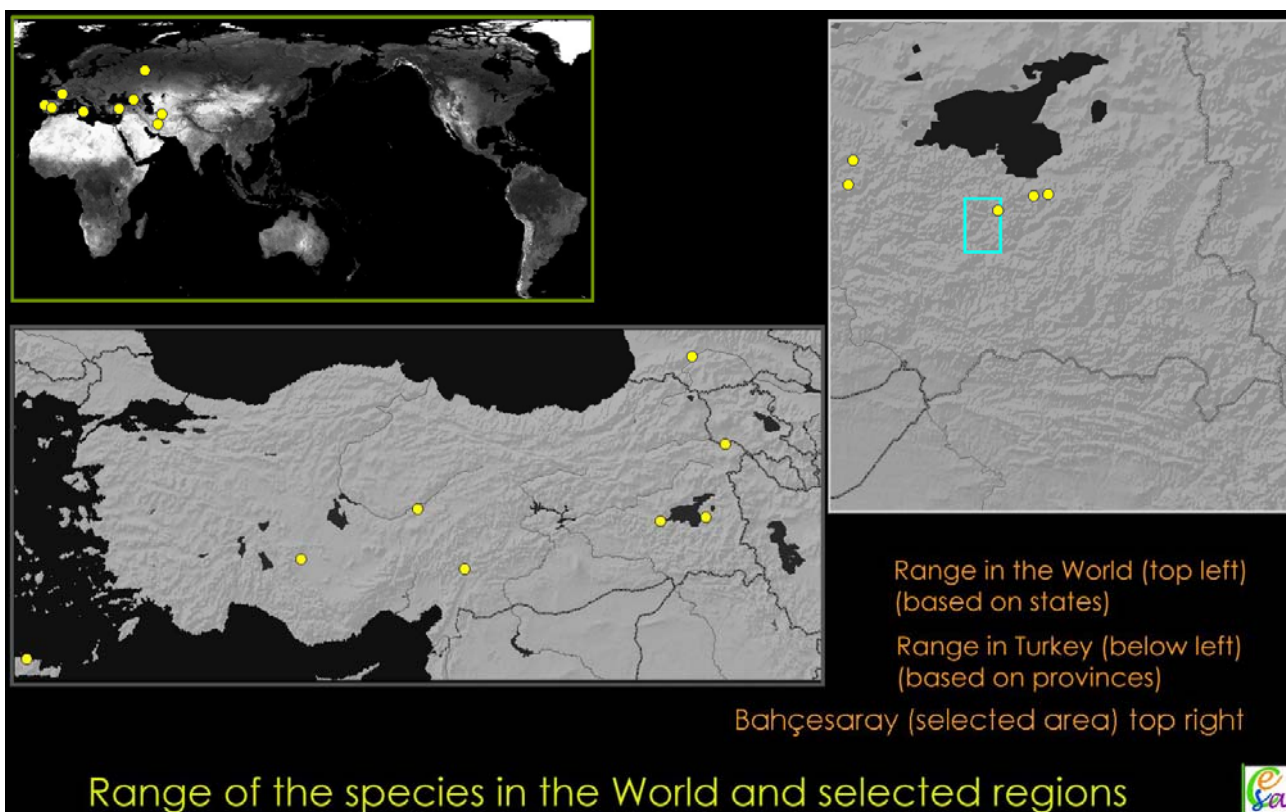 Range in the World (top left)
(based on states)
Range in Turkey (below left)
(based on provinces)
Bahçesaray (selected area) top right
Range of the species in the World and selected regions